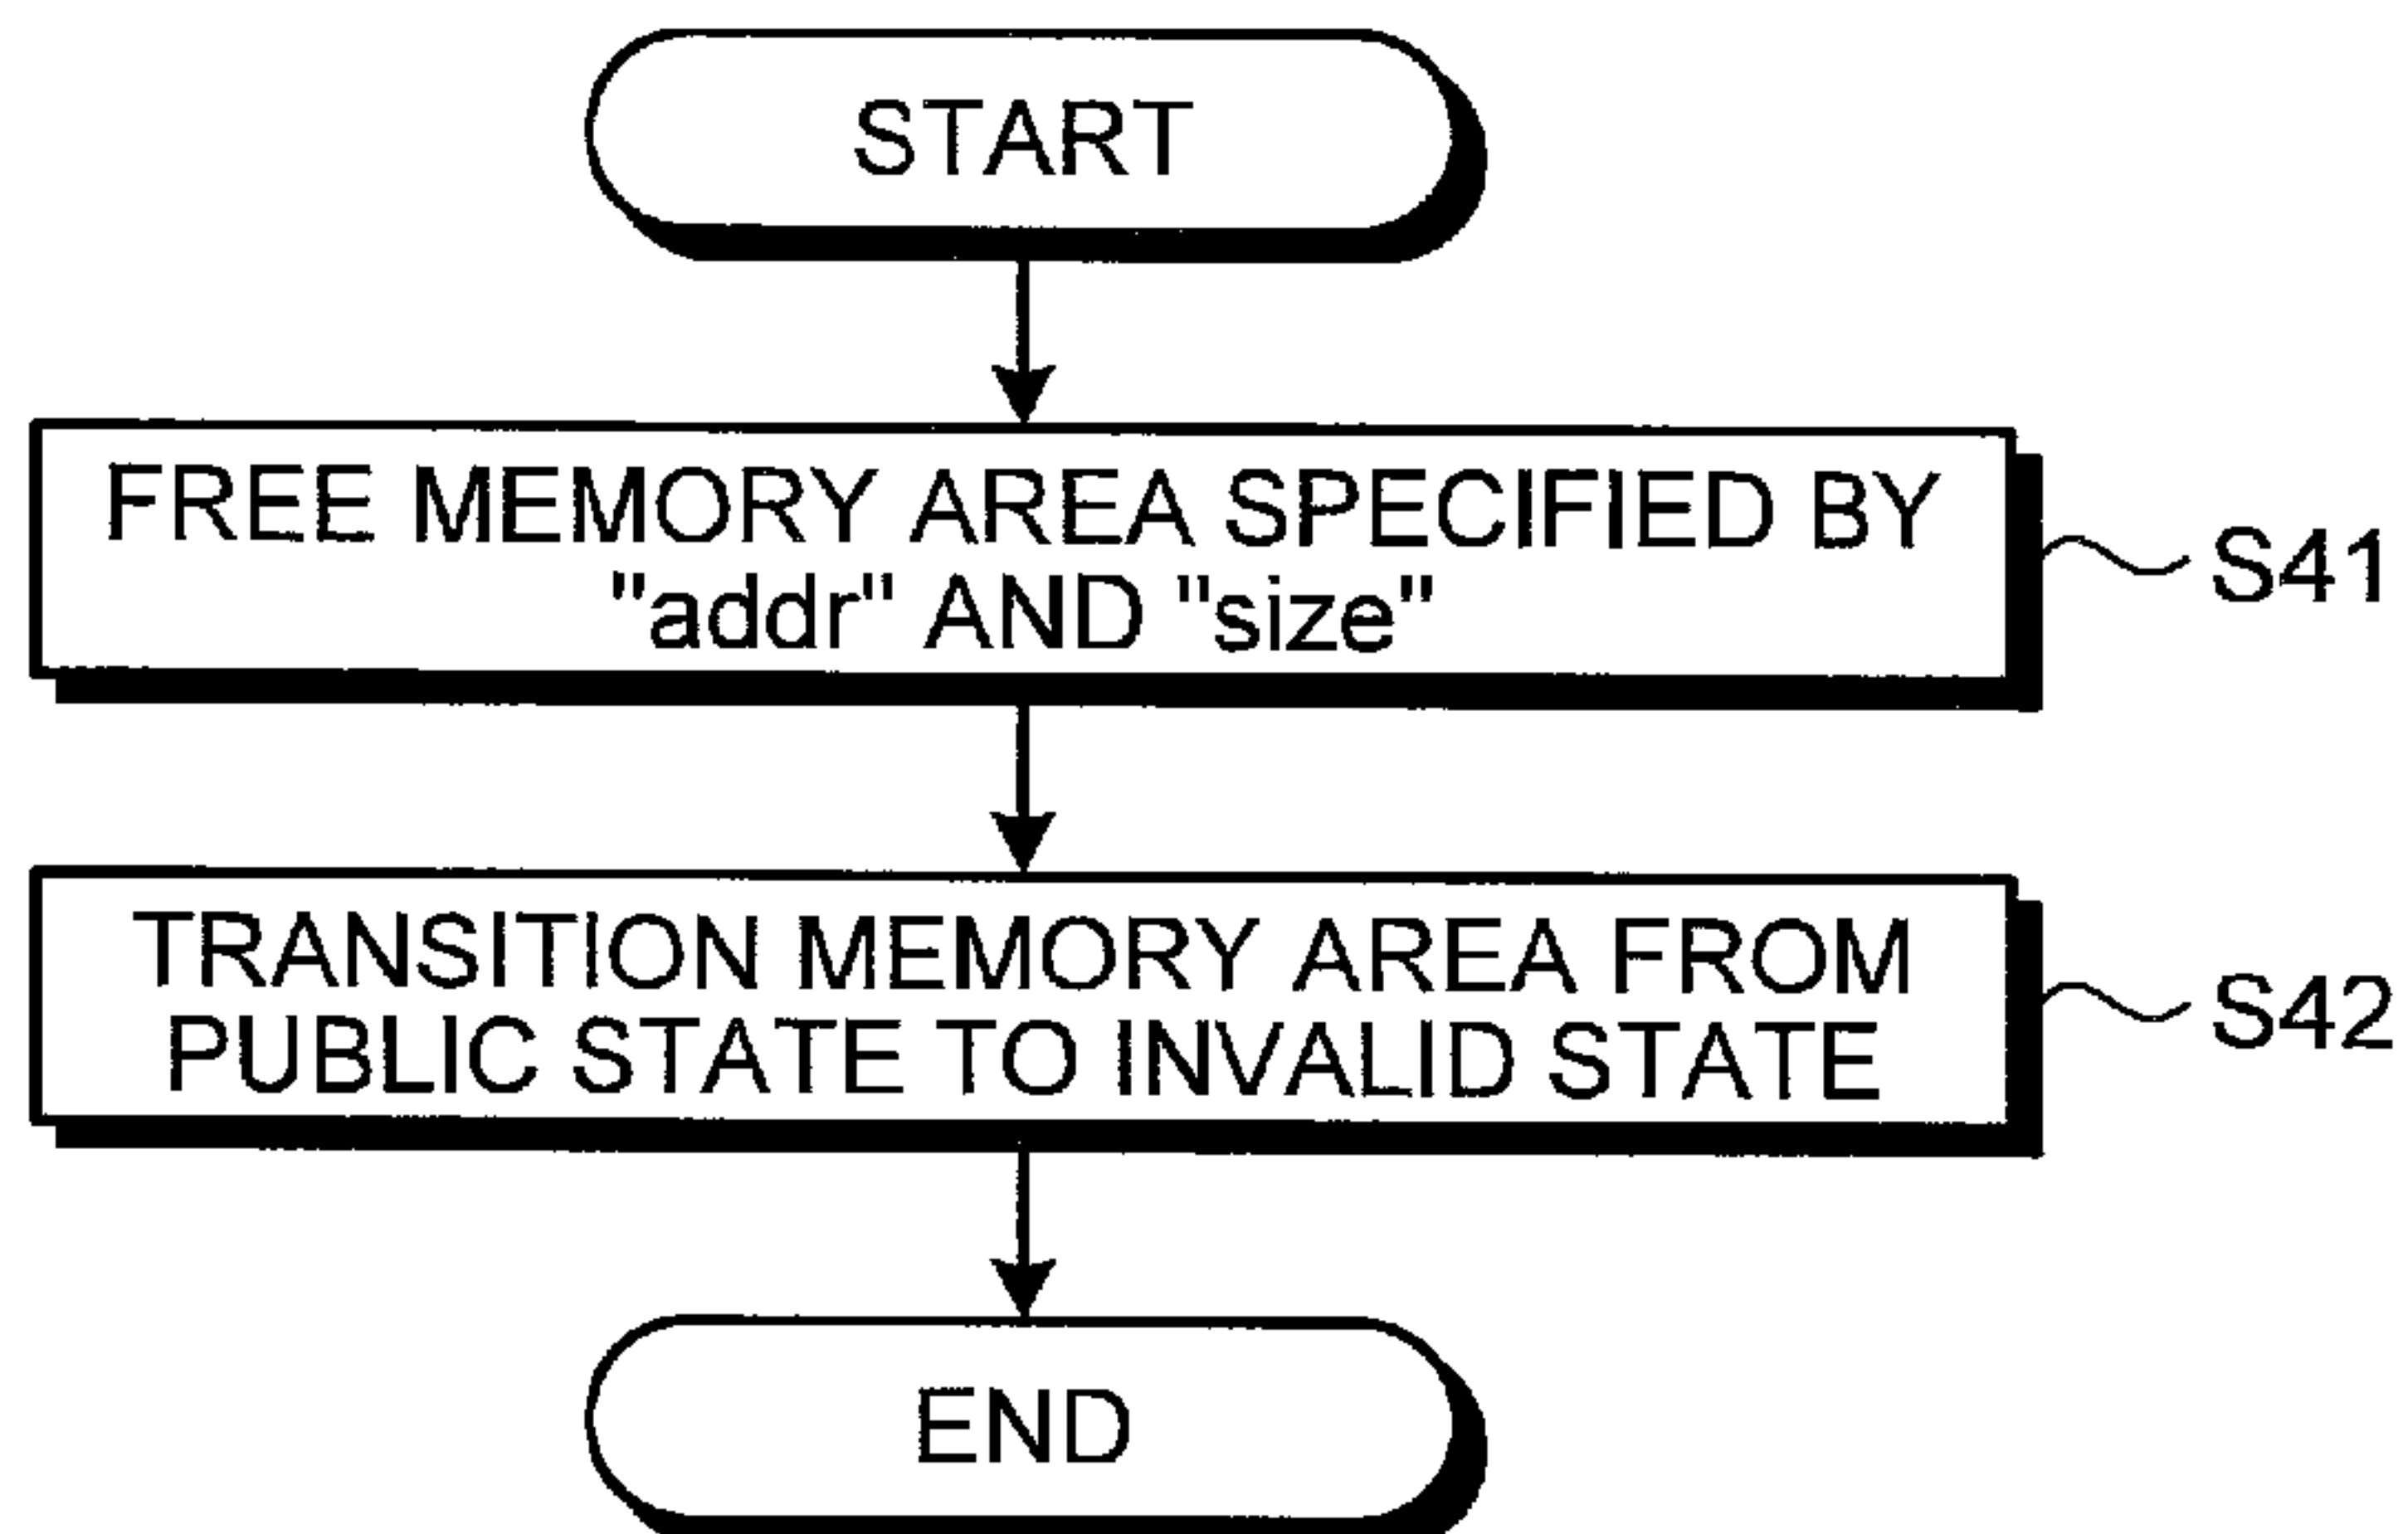 START
FREE MEMORY AREA SPECIFIED BY
"addr" AND "size"
S41
TRANSITION MEMORY AREA FROM
PUBLIC STATE TO INVALID STATE
S42
END